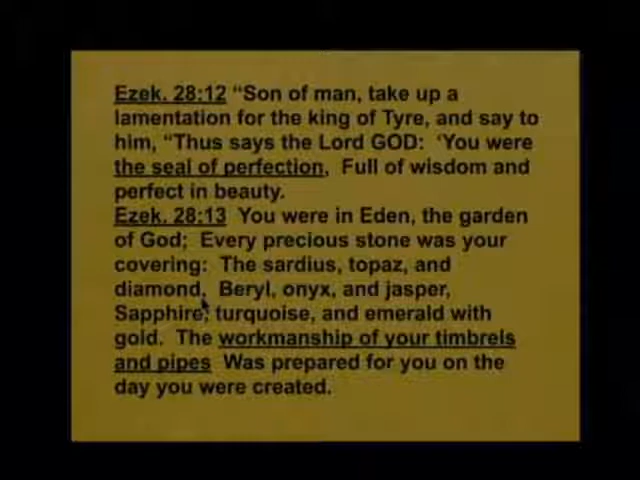 Ezek. 28:12 “Son of man, take up a
lamentation for the king of Tyre, and say to
him, “Thus says the Lord GOD:  ‘You were
the seal of perfection,  Full of wisdom and
perfect in beauty.
Ezek. 28:13  You were in Eden, the garden
of God;  Every precious stone was your
covering:  The sardius, topaz, and
diamond,  Beryl, onyx, and jasper,
Sapphire, turquoise, and emerald with
gold.  The workmanship of your timbrels
and pipes  Was prepared for you on the
day you were created.